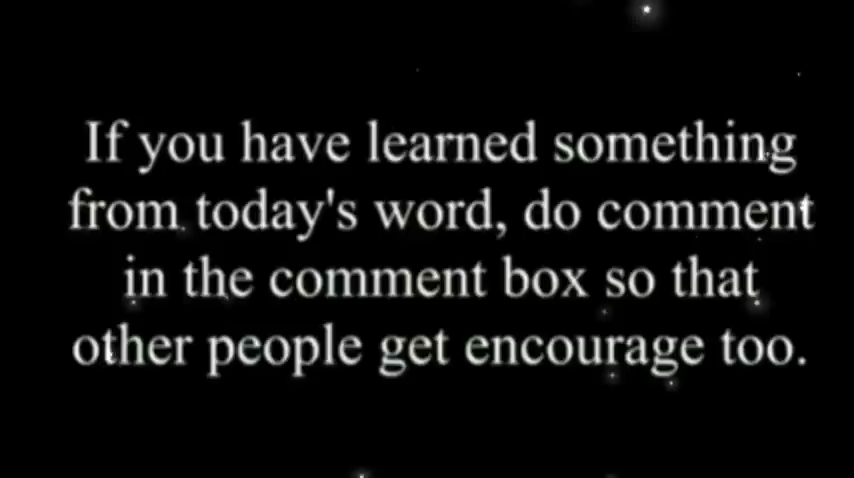 If you have learned something
from today's word, do comment
in the comment box so that
other people get encourage too.